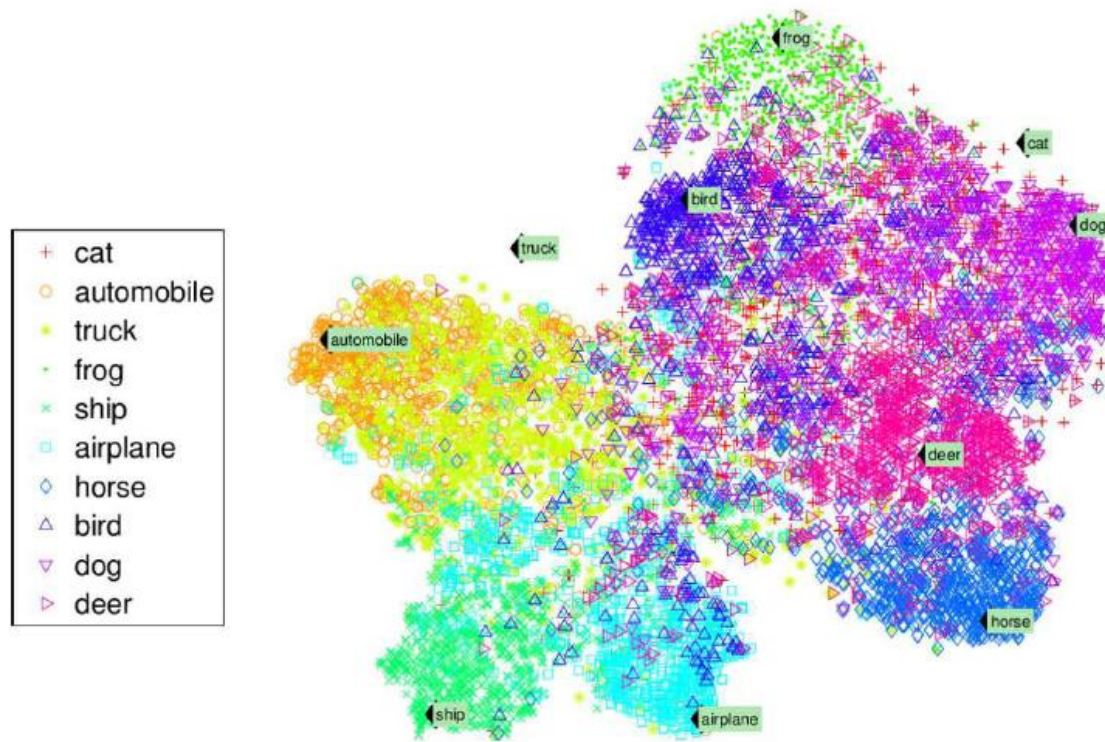 cat
automobile
truck
frog
ship
airplane
horse
bird
dog
deer
frog
cat
bird
dog
truck
automobile
deer
horse
ship
airplane